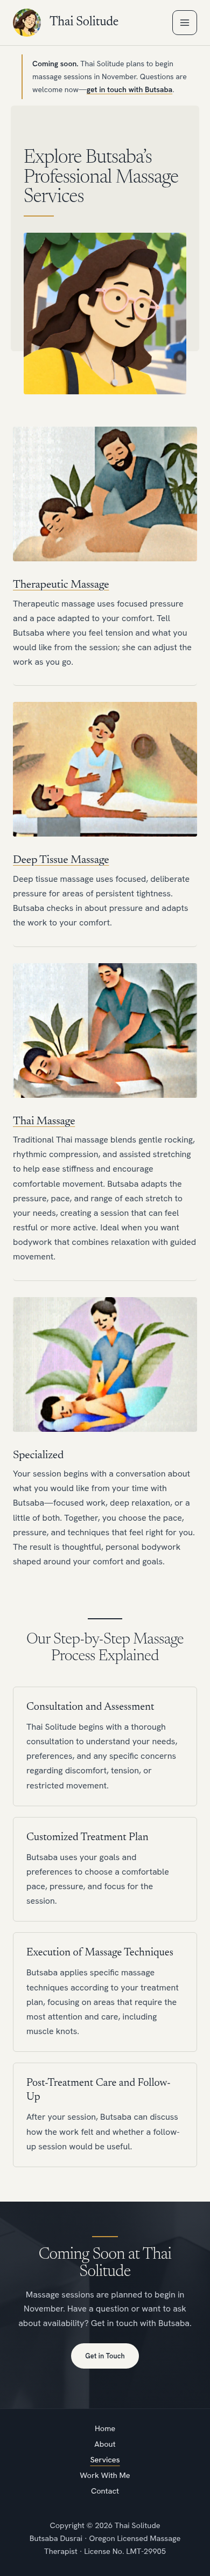 Thai Solitude
Coming soon. Thai Solitude plans to begin
massage sessions in November. Questions are
welcome now—get in touch with Butsaba.
Explore Butsaba’s
Professional Massage
Services
Therapeutic Massage
Therapeutic massage uses focused pressure
and a pace adapted to your comfort. Tell
Butsaba where you feel tension and what you
would like from the session; she can adjust the
work as you go.
Deep Tissue Massage
Deep tissue massage uses focused, deliberate
pressure for areas of persistent tightness.
Butsaba checks in about pressure and adapts
the work to your comfort.
Thai Massage
Traditional Thai massage blends gentle rocking,
rhythmic compression, and assisted stretching
to help ease stiffness and encourage
comfortable movement. Butsaba adapts the
pressure, pace, and range of each stretch to
your needs, creating a session that can feel
restful or more active. Ideal when you want
bodywork that combines relaxation with guided
movement.
Specialized
Your session begins with a conversation about
what you would like from your time with
Butsaba—focused work, deep relaxation, or a
little of both. Together, you choose the pace,
pressure, and techniques that feel right for you.
The result is thoughtful, personal bodywork
shaped around your comfort and goals.
Our Step-by-Step Massage
Process Explained
Consultation and Assessment
Thai Solitude begins with a thorough
consultation to understand your needs,
preferences, and any specific concerns
regarding discomfort, tension, or
restricted movement.
Customized Treatment Plan
Butsaba uses your goals and
preferences to choose a comfortable
pace, pressure, and focus for the
session.
Execution of Massage Techniques
Butsaba applies specific massage
techniques according to your treatment
plan, focusing on areas that require the
most attention and care, including
muscle knots.
Post-Treatment Care and Follow-
Up
After your session, Butsaba can discuss
how the work felt and whether a follow-
up session would be useful.
Coming Soon at Thai
Solitude
Massage sessions are planned to begin in
November. Have a question or want to ask
about availability? Get in touch with Butsaba.
Get in Touch
Home
About
Services
Work With Me
Contact
Copyright © 2026 Thai Solitude
Butsaba Dusrai · Oregon Licensed Massage
Therapist · License No. LMT-29905